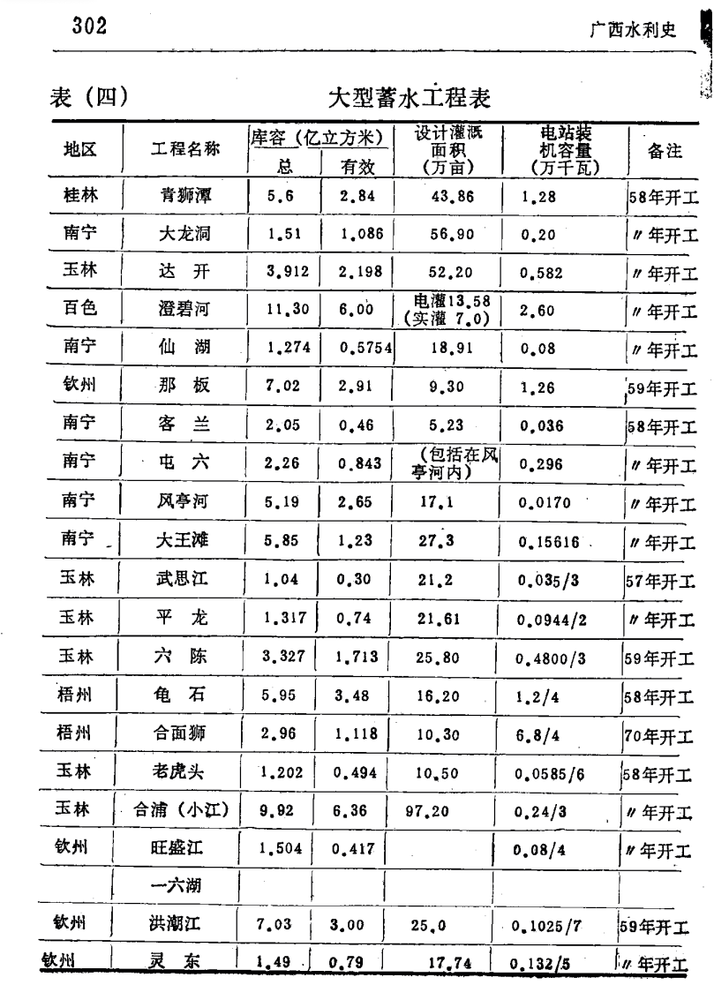 302
广西水利史
表（四） 大型蓄水工程表
地区 工程名称 库容（亿立方米） 设计灌溉面积（万亩） 电站装机容量（万千瓦） 备注
总 有效
桂林 青狮潭 5.6 2.84 43.86 1.28 58年开工
南宁 大龙洞 1.51 1.086 56.90 0.20 〃年开工
玉林 达开 3.912 2.198 52.20 0.582 〃年开工
百色 澄碧河 11.30 6.00 电灌13.58（实灌 7.0） 2.60 〃年开工
南宁 仙湖 1.274 0.5754 18.91 0.08 〃年开工
钦州 那板 7.02 2.91 9.30 1.26 59年开工
南宁 客兰 2.05 0.46 5.23 0.036 58年开工
南宁 屯六 2.26 0.843 （包括在风亭河内） 0.296 〃年开工
南宁 风亭河 5.19 2.65 17.1 0.0170 〃年开工
南宁 大王滩 5.85 1.23 27.3 0.15616 〃年开工
玉林 武思江 1.04 0.30 21.2 0.035/3 57年开工
玉林 平龙 1.317 0.74 21.61 0.0944/2 〃年开工
玉林 六陈 3.327 1.713 25.80 0.4800/3 59年开工
梧州 龟石 5.95 3.48 16.20 1.2/4 58年开工
梧州 合面狮 2.96 1.118 10.30 6.8/4 70年开工
玉林 老虎头 1.202 0.494 10.50 0.0585/6 58年开工
玉林 合浦（小江） 9.92 6.36 97.20 0.24/3 〃年开工
钦州 旺盛江 1.504 0.417 0.08/4 〃年开工
一六湖
钦州 洪潮江 7.03 3.00 25.0 0.1025/7 59年开工
钦州 灵东 1.49 0.79 17.74 0.132/5 〃年开工